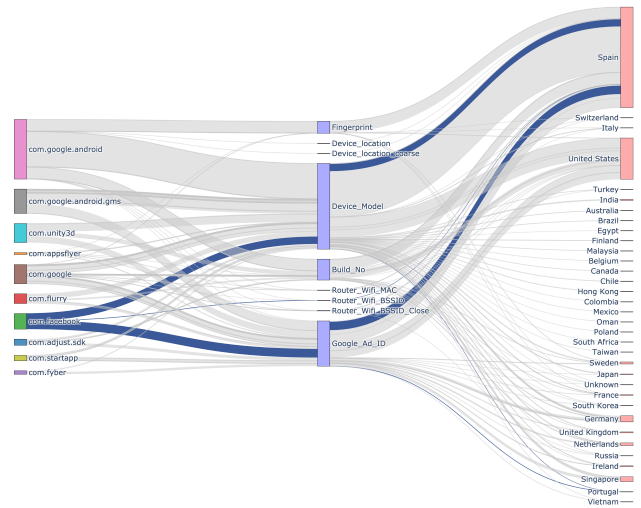 com.google.android
com.google.android.gms
com.unity3d
com.appsflyer
com.google
com.flurry
com.facebook
com.adjust.sdk
com.startapp
com.fyber
Fingerprint
Device_location
Device_location_coarse
Device_Model
Build_No
Router_Wifi_MAC
Router_Wifi_BSSID
Router_Wifi_BSSID_Close
Google_Ad_ID
Spain
Switzerland
Italy
United States
Turkey
India
Australia
Brazil
Egypt
Finland
Malaysia
Belgium
Canada
Chile
Hong Kong
Colombia
Mexico
Oman
Poland
South Africa
Taiwan
Sweden
Japan
Unknown
France
South Korea
Germany
United Kingdom
Netherlands
Russia
Ireland
Singapore
Portugal
Vietnam